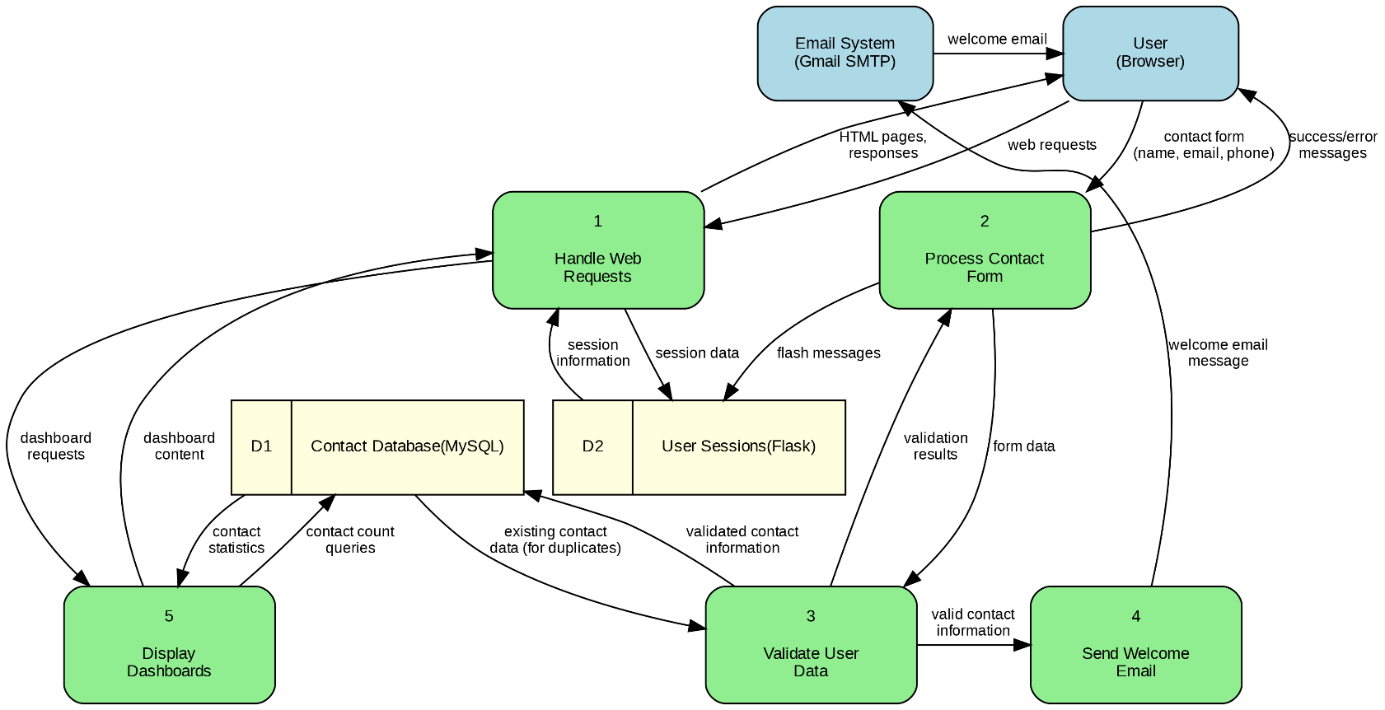 Email System
(Gmail SMTP)
welcome email
User
(Browser)
HTML pages,
responses
web requests
contact form
(name, email, phone)
success/error
messages
1
Handle Web
Requests
2
Process Contact
Form
session
information
session data
flash messages
welcome email
message
dashboard
requests
dashboard
content
D1
Contact Database(MySQL)
D2
User Sessions(Flask)
validation
results
form data
contact
statistics
contact count
queries
existing contact
data (for duplicates)
validated contact
information
5
Display
Dashboards
3
Validate User
Data
valid contact
information
4
Send Welcome
Email